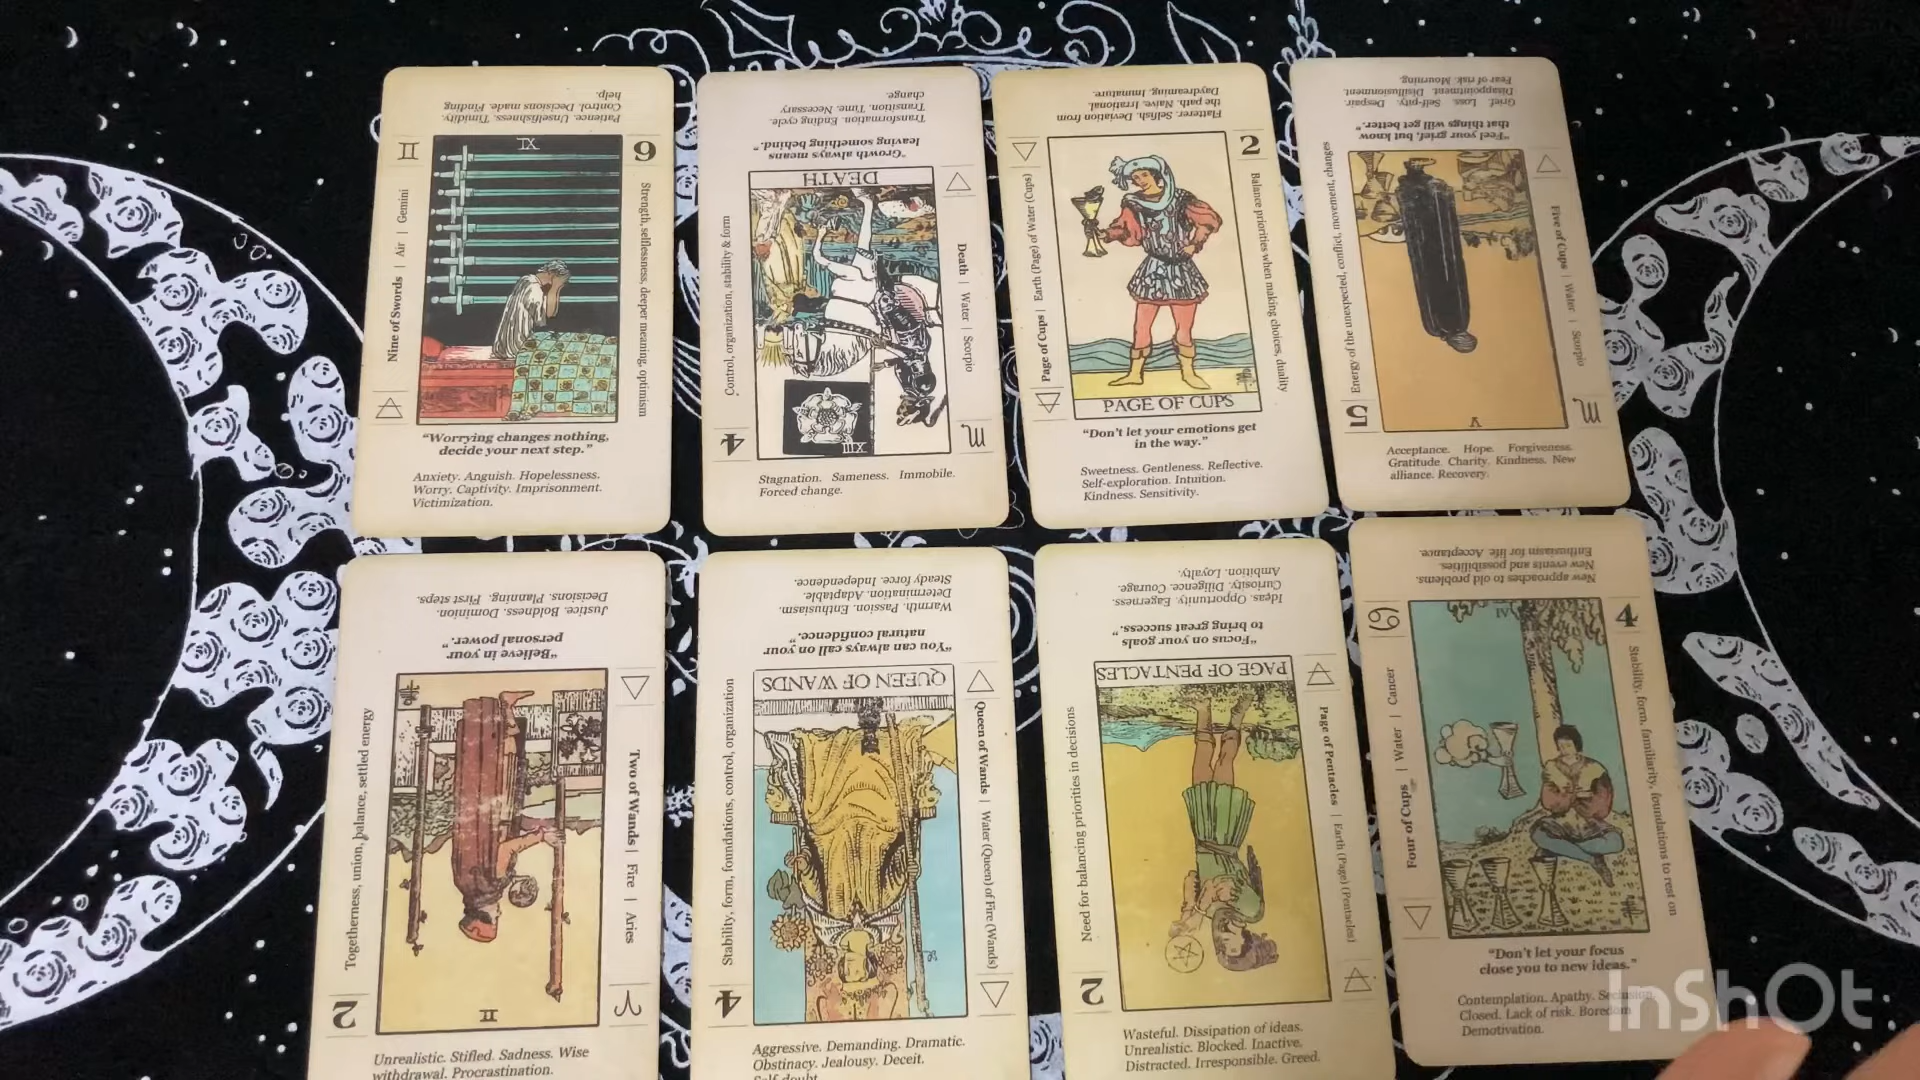 Patience. Unselfishness. Timidity.
Control. Decisions made. Finding
help.
IX
9
Nine of Swords | Air | Gemini
Strength, selflessness, deeper meaning, optimism
“Worrying changes nothing,
decide your next step.”
Anxiety. Anguish. Hopelessness.
Worry. Captivity. Imprisonment.
Victimization.
Transformation. Ending cycle.
Transition. Time. Necessary
change.
“Growth always means
leaving something behind.”
DEATH
Control, organization, stability & form
Death | Water | Scorpio
XIII
4
Stagnation. Sameness. Immobile.
Forced change.
Flatterer. Selfish. Deviation from
the path. Naive. Irrational.
Daydreaming. Immature.
2
Page of Cups | Earth (Page) of Water (Cups)
Balance priorities when making choices, duality
PAGE OF CUPS
“Don't let your emotions get
in the way.”
Sweetness. Gentleness. Reflective.
Self-exploration. Intuition.
Kindness. Sensitivity.
Grief. Loss. Self-pity. Despair.
Disappointment. Disillusionment.
Fear of risk. Mourning.
“Feel your grief, but know
that things will get better.”
Energy of the unexpected, conflict, movement, changes
Five of Cups | Water | Scorpio
V
5
Acceptance. Hope. Forgiveness.
Gratitude. Charity. Kindness. New
alliance. Recovery.
Justice. Boldness. Dominion.
Decisions. Planning. First steps.
“Believe in your
personal power.”
Togetherness, union, balance, settled energy
Two of Wands | Fire | Aries
II
2
Unrealistic. Stifled. Sadness. Wise
withdrawal. Procrastination.
Warmth. Passion. Enthusiasm.
Determination. Adaptable.
Steady force. Independence.
“You can always call on your
natural confidence.”
QUEEN OF WANDS
Stability, form, foundations, control, organization
Queen of Wands | Water (Queen) of Fire (Wands)
4
Aggressive. Demanding. Dramatic.
Obstinacy. Jealousy. Deceit.
Self-doubt.
Ideas. Opportunity. Eagerness.
Curiosity. Diligence. Courage.
Ambition. Loyalty.
“Focus on your goals
to bring great success.”
PAGE OF PENTACLES
Need for balancing priorities in decisions
Page of Pentacles | Earth (Page) (Pentacles)
2
Wasteful. Dissipation of ideas.
Unrealistic. Blocked. Inactive.
Distracted. Irresponsible. Greed.
New approaches to old problems.
New events and possibilities.
Enthusiasm for life. Acceptance.
4
Four of Cups | Water | Cancer
Stability, form, familiarity, foundations to rest on
“Don't let your focus
close you to new ideas.”
Contemplation. Apathy. Seclusion.
Closed. Lack of risk. Boredom.
Demotivation.
InShOt